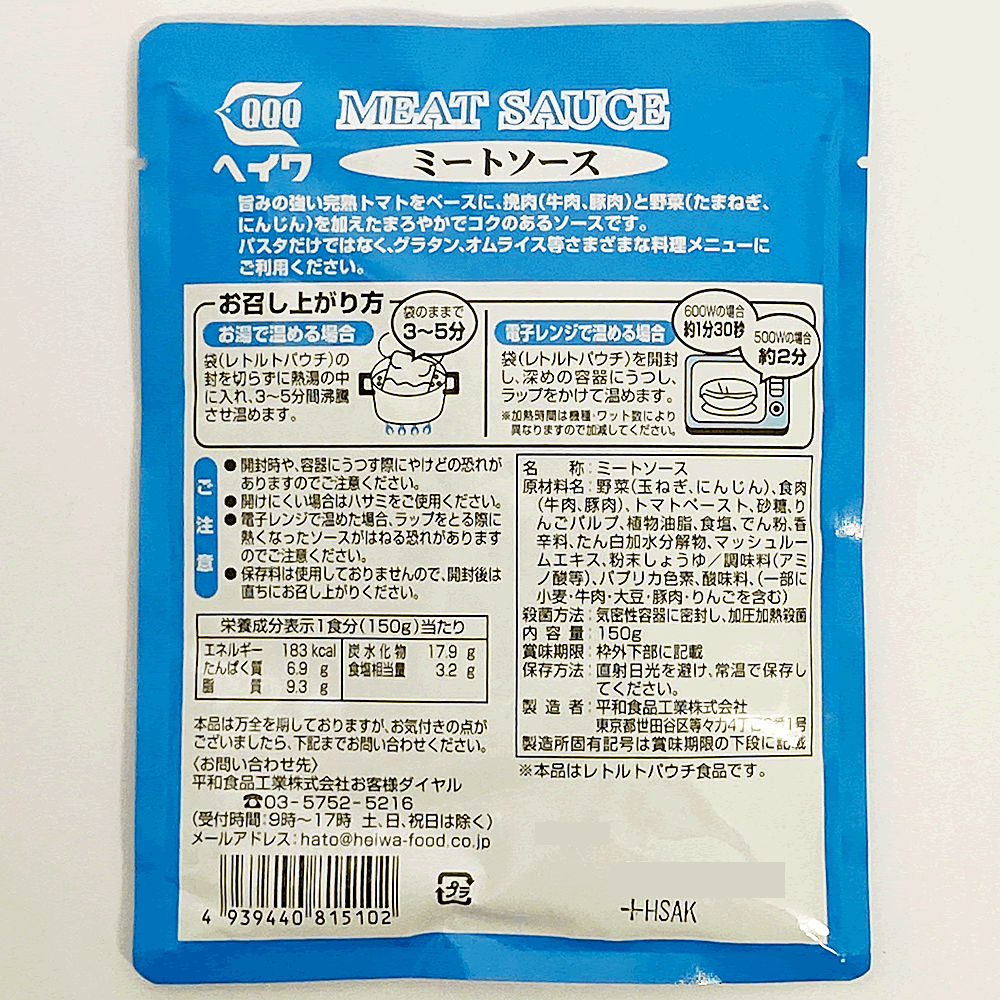 MEAT SAUCE
ヘイワ
ミートソース
旨みの強い完熟トマトをベースに、挽肉(牛肉、豚肉)と野菜(たまねぎ、
にんじん)を加えたまろやかでコクのあるソースです。
パスタだけではなく、グラタン、オムライス等さまざまな料理メニューに
ご利用ください。
お召し上がり方
お湯で温める場合
袋のままで
3〜5分
袋(レトルトパウチ)の
封を切らずに熱湯の中
に入れ、3〜5分間沸騰
させ温めます。
電子レンジで温める場合
600Wの場合
約1分30秒
500Wの場合
約2分
袋(レトルトパウチ)を開封
し、深めの容器にうつし、
ラップをかけて温めます。
※加熱時間は機種・ワット数により
異なりますので加減してください。
ご注意
●開封時や、容器にうつす際にやけどの恐れが
ありますのでご注意ください。
●開けにくい場合はハサミをご使用ください。
●電子レンジで温めた場合、ラップをとる際に
熱くなったソースがはねる恐れがあります
のでご注意ください。
●保存料は使用しておりませんので、開封後は
直ちにお召し上がりください。
栄養成分表示1食分(150g)当たり
エネルギー 183 kcal 炭水化物 17.9 g
たんぱく質 6.9 g 食塩相当量 3.2 g
脂質 9.3 g
本品は万全を期しておりますが、お気付きの点が
ございましたら、下記までお問い合わせください。
〈お問い合わせ先〉
平和食品工業株式会社お客様ダイヤル
☎03-5752-5216
(受付時間:9時〜17時 土、日、祝日は除く)
メールアドレス:hato@heiwa-food.co.jp
4 939440 815102
プラ
名称:ミートソース
原材料名:野菜(玉ねぎ、にんじん)、食肉
(牛肉、豚肉)、トマトペースト、砂糖、り
んごパルプ、植物油脂、食塩、でん粉、香
辛料、たん白加水分解物、マッシュルー
ムエキス、粉末しょうゆ/調味料(アミ
ノ酸等)、パプリカ色素、酸味料、(一部に
小麦・牛肉・大豆・豚肉・りんごを含む)
殺菌方法:気密性容器に密封し、加圧加熱殺菌
内容量:150g
賞味期限:枠外下部に記載
保存方法:直射日光を避け、常温で保存し
てください。
製造者:平和食品工業株式会社
東京都世田谷区等々力4丁目 番1号
製造所固有記号は賞味期限の下段に記載
※本品はレトルトパウチ食品です。
+HSAK